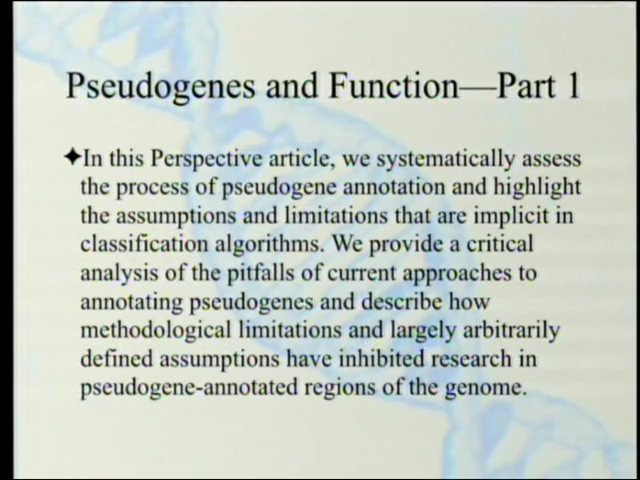 Pseudogenes and Function—Part 1
✦In this Perspective article, we systematically assess
the process of pseudogene annotation and highlight
the assumptions and limitations that are implicit in
classification algorithms. We provide a critical
analysis of the pitfalls of current approaches to
annotating pseudogenes and describe how
methodological limitations and largely arbitrarily
defined assumptions have inhibited research in
pseudogene-annotated regions of the genome.